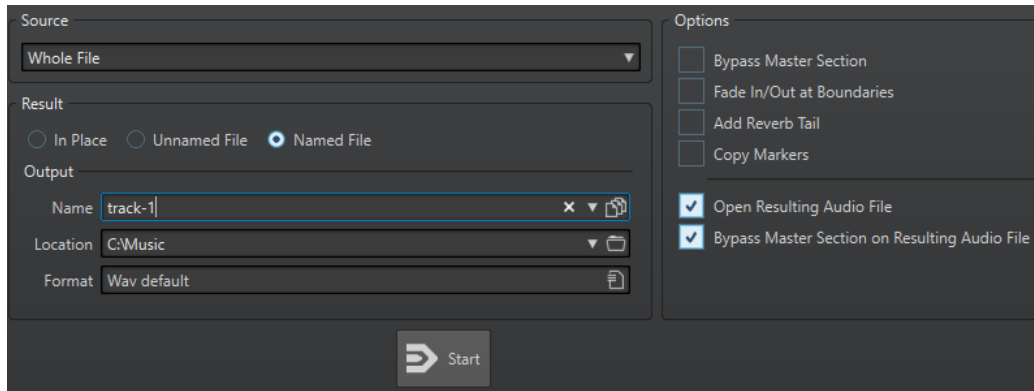 Source
Whole File
Result
In Place Unnamed File Named File
Output
Name track-1
Location C:\Music
Format Wav default
Options
Bypass Master Section
Fade In/Out at Boundaries
Add Reverb Tail
Copy Markers
Open Resulting Audio File
Bypass Master Section on Resulting Audio File
Start